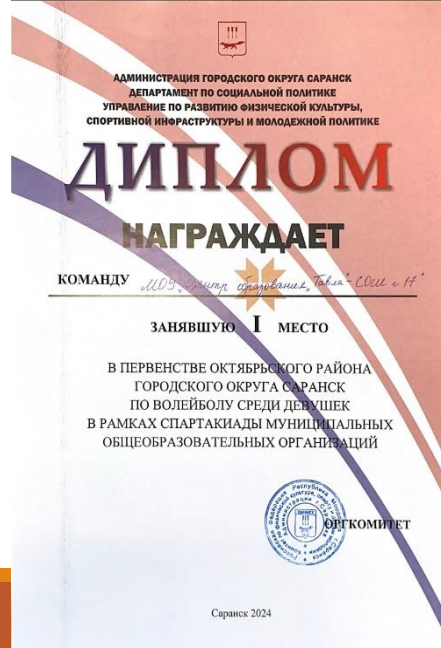 АДМИНИСТРАЦИЯ ГОРОДСКОГО ОКРУГА САРАНСК
ДЕПАРТАМЕНТ ПО СОЦИАЛЬНОЙ ПОЛИТИКЕ
УПРАВЛЕНИЕ ПО РАЗВИТИЮ ФИЗИЧЕСКОЙ КУЛЬТУРЫ,
СПОРТИВНОЙ ИНФРАСТРУКТУРЫ И МОЛОДЕЖНОЙ ПОЛИТИКЕ
ДИПЛОМ
НАГРАЖДАЕТ
КОМАНДУ МОУ "Центр образования "Тавла" - СОШ № 17"
ЗАНЯВШУЮ I МЕСТО
В ПЕРВЕНСТВЕ ОКТЯБРЬСКОГО РАЙОНА
ГОРОДСКОГО ОКРУГА САРАНСК
ПО ВОЛЕЙБОЛУ СРЕДИ ДЕВУШЕК
В РАМКАХ СПАРТАКИАДЫ МУНИЦИПАЛЬНЫХ
ОБЩЕОБРАЗОВАТЕЛЬНЫХ ОРГАНИЗАЦИЙ
ОРГКОМИТЕТ
Саранск 2024